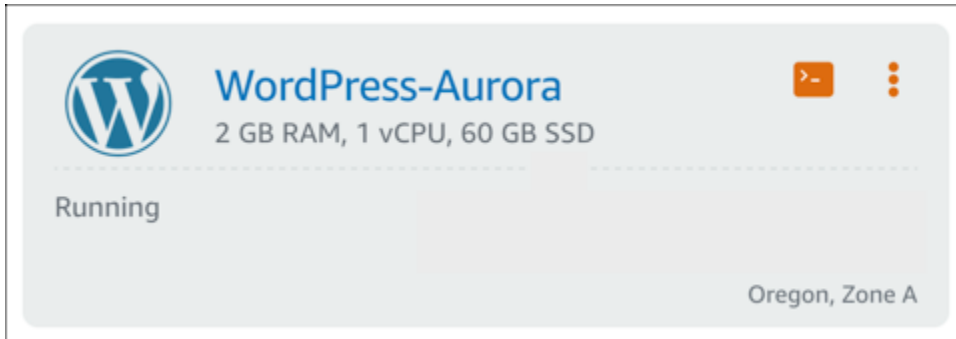 WordPress-Aurora
2 GB RAM, 1 vCPU, 60 GB SSD
Running
Oregon, Zone A